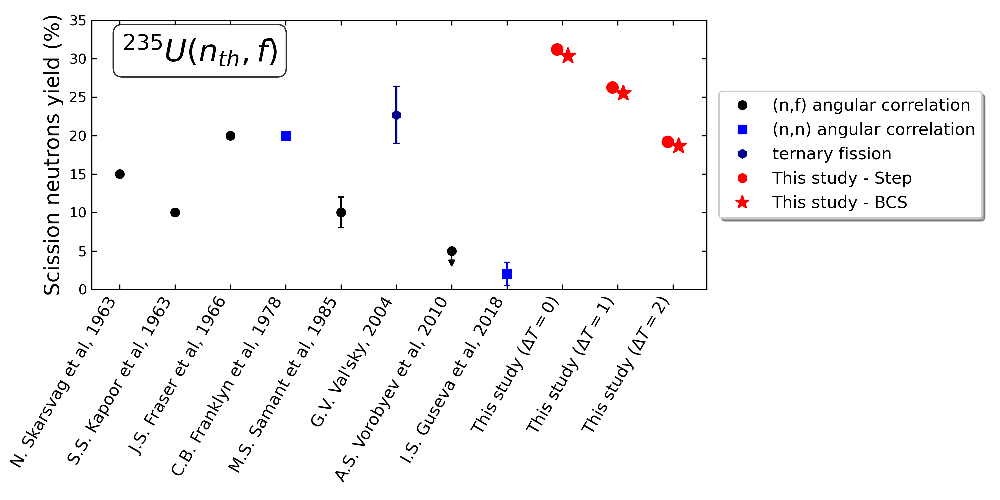 Scission neutrons yield (%)
35
30
25
20
15
10
5
0
²³⁵U(nₜₕ, f)
N. Skarsvag et al, 1963
S.S. Kapoor et al, 1963
J.S. Fraser et al, 1966
C.B. Franklyn et al, 1978
M.S. Samant et al, 1985
G.V. Val'sky, 2004
A.S. Vorobyev et al, 2010
I.S. Guseva et al, 2018
This study (ΔT = 0)
This study (ΔT = 1)
This study (ΔT = 2)
(n,f) angular correlation
(n,n) angular correlation
ternary fission
This study - Step
This study - BCS